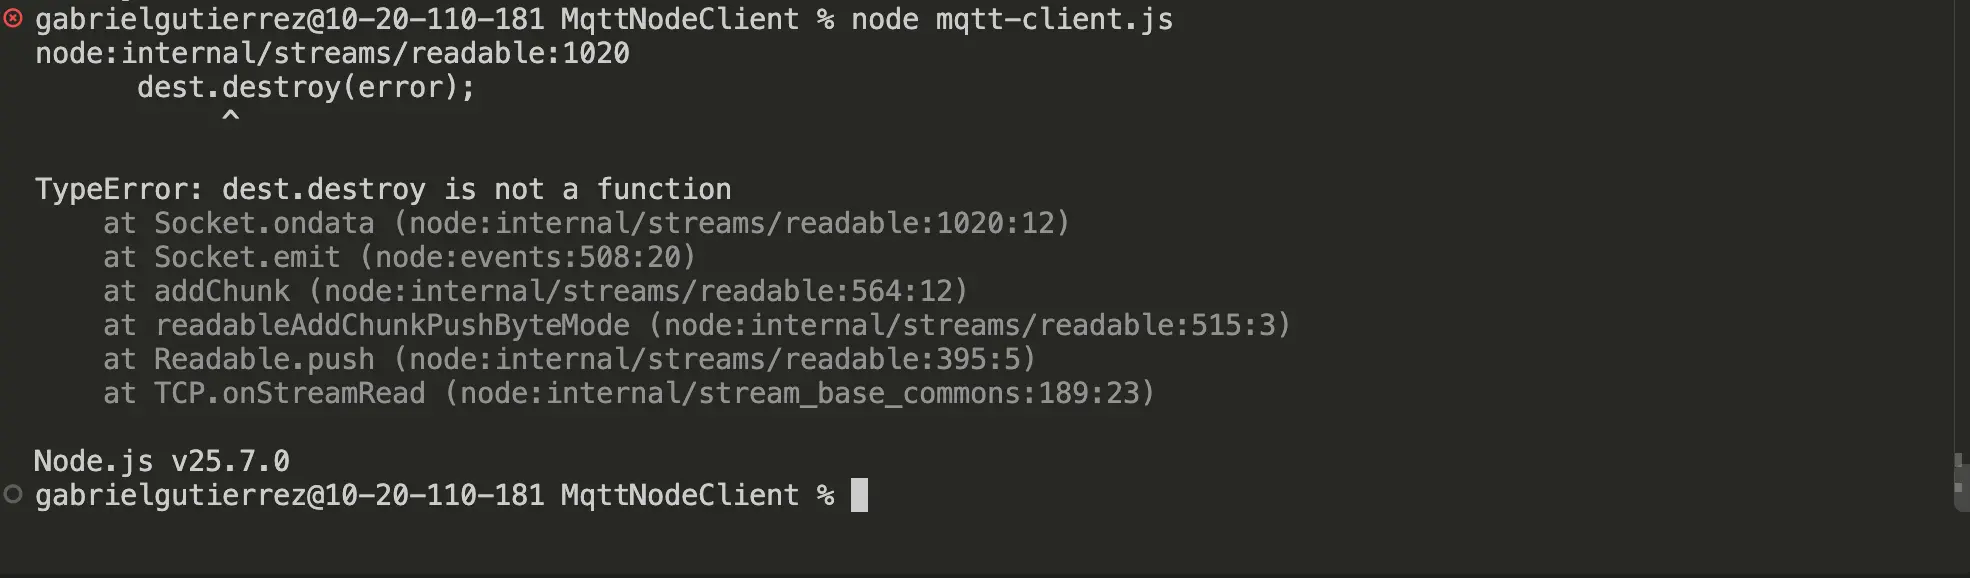 gabrielgutierrez@10-20-110-181 MqttNodeClient % node mqtt-client.js
node:internal/streams/readable:1020
      dest.destroy(error);
           ^
TypeError: dest.destroy is not a function
    at Socket.ondata (node:internal/streams/readable:1020:12)
    at Socket.emit (node:events:508:20)
    at addChunk (node:internal/streams/readable:564:12)
    at readableAddChunkPushByteMode (node:internal/streams/readable:515:3)
    at Readable.push (node:internal/streams/readable:395:5)
    at TCP.onStreamRead (node:internal/stream_base_commons:189:23)
Node.js v25.7.0
gabrielgutierrez@10-20-110-181 MqttNodeClient %